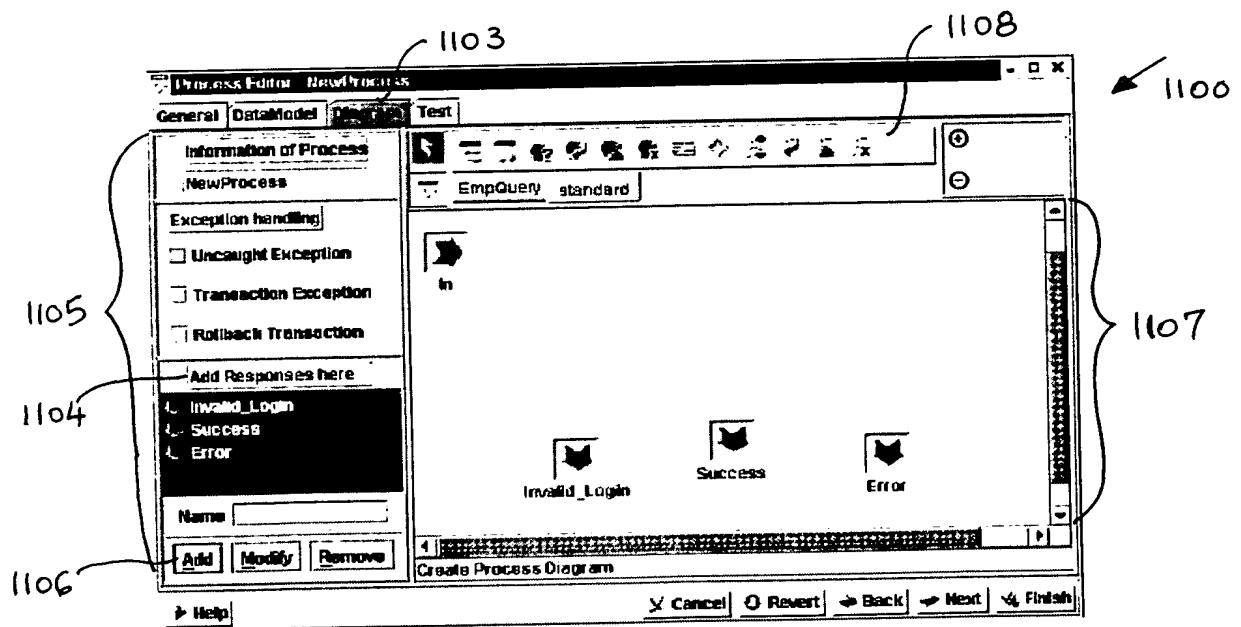 1103
1108
1100
Process Editor NewProcess
General DataModel Diagram Test
Information of Process
NewProcess
EmpQuery standard
Exception handling
Uncaught Exception
Transaction Exception
Rollback Transaction
In
1105
1107
Add Responses here
1104
Invalid_Login
Success
Error
Invalid_Login
Success
Error
Name
Add Modify Remove
1106
Create Process Diagram
Help
Cancel Revert Back Next Finish